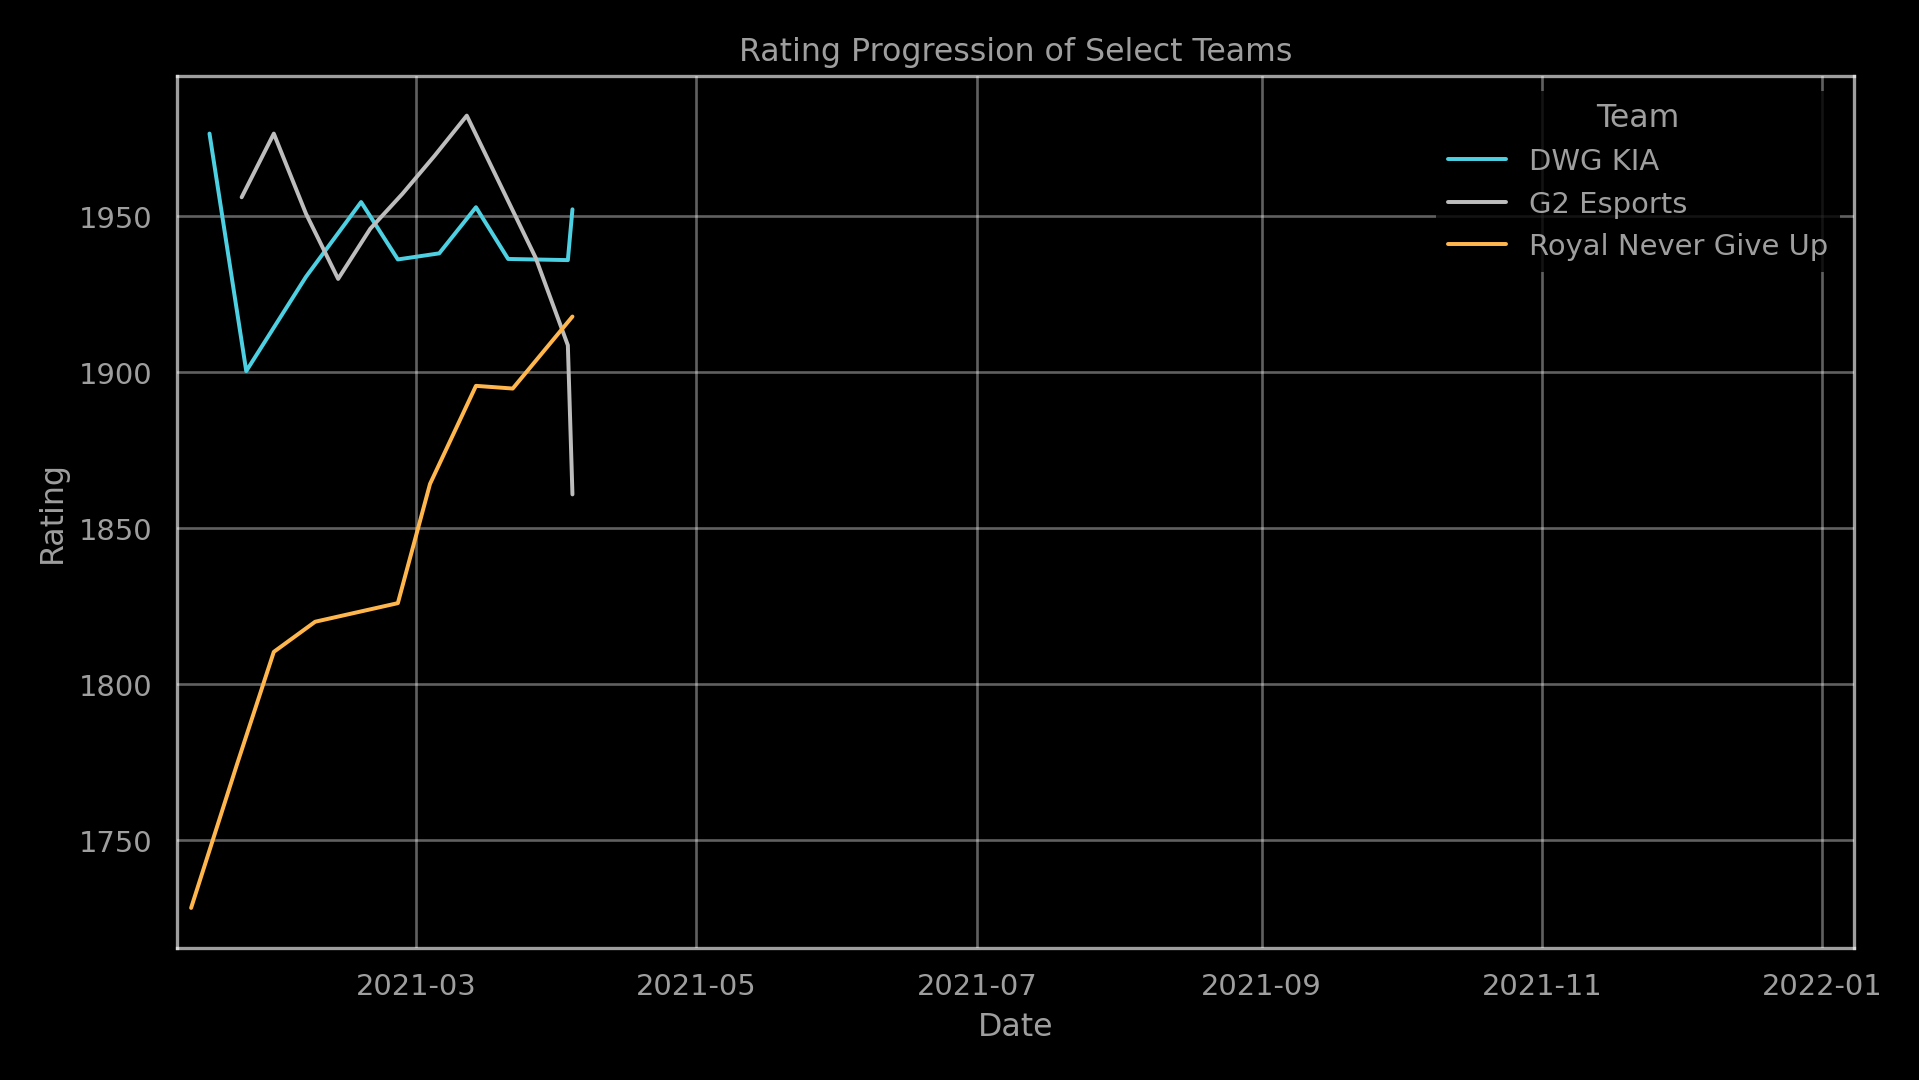 Rating Progression of Select Teams
Team
DWG KIA
G2 Esports
Royal Never Give Up
1950
1900
1850
1800
1750
Rating
2021-03 2021-05 2021-07 2021-09 2021-11 2022-01
Date